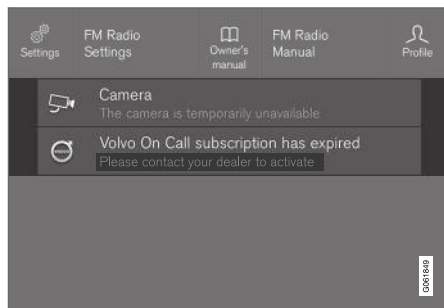 Settings
FM Radio
Settings
Owner's
manual
FM Radio
Manual
Profile
Camera
The camera is temporarily unavailable
Volvo On Call subscription has expired
Please contact your dealer to activate
G061849